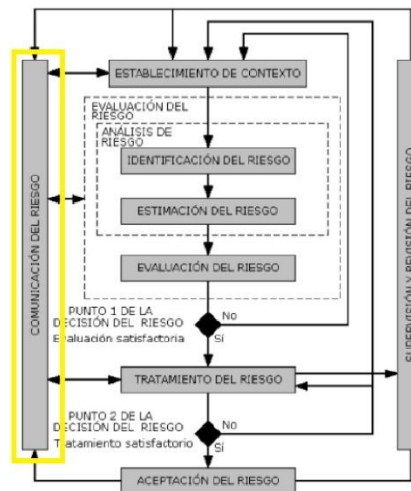 ESTABLECIMIENTO DE CONTEXTO
EVALUACIÓN DEL
RIESGO
ANÁLISIS DE
RIESGO
IDENTIFICACIÓN DEL RIESGO
ESTIMACIÓN DEL RIESGO
EVALUACIÓN DEL RIESGO
COMUNICACIÓN DEL RIESGO
SUPERVISIÓN Y REVISIÓN DEL RIESGO
PUNTO 1 DE LA
DECISIÓN DEL RIESGO
Evaluación satisfactoria
No
Sí
TRATAMIENTO DEL RIESGO
PUNTO 2 DE LA
DECISIÓN DEL RIESGO
Tratamiento satisfactorio
No
Sí
ACEPTACIÓN DEL RIESGO